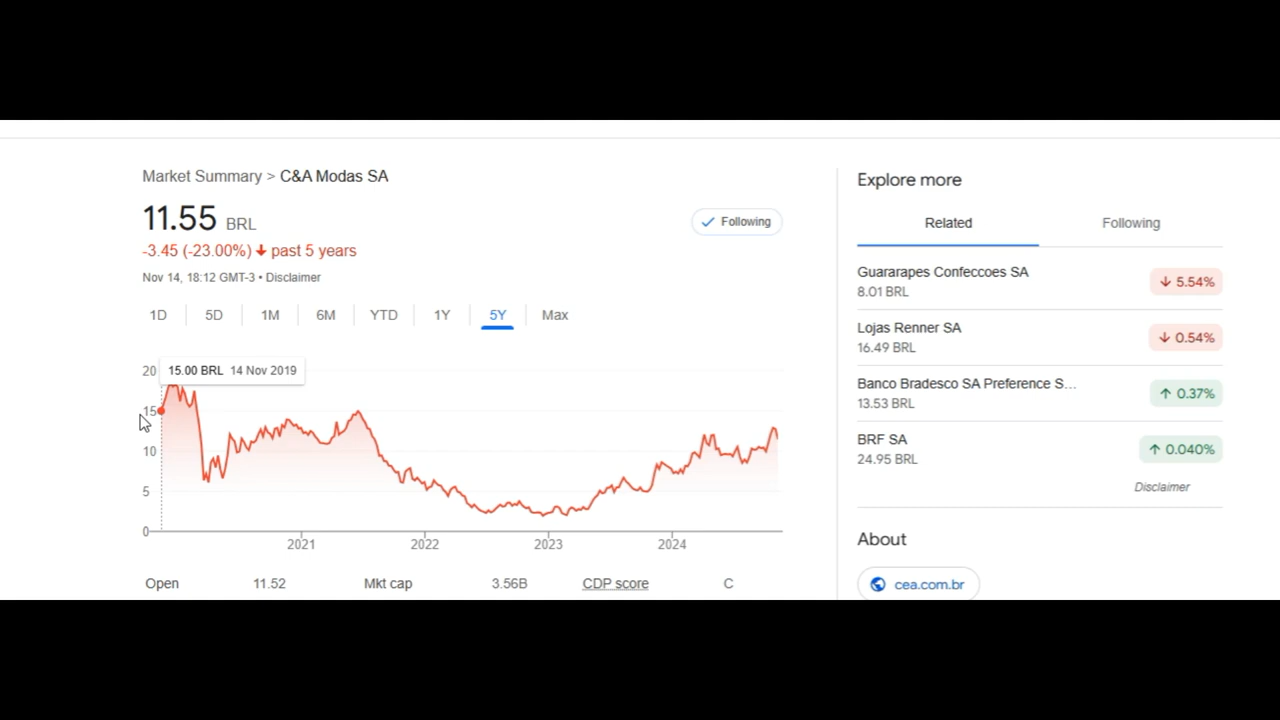 Market Summary > C&A Modas SA
11.55 BRL
Following
-3.45 (-23.00%) ↓ past 5 years
Nov 14, 18:12 GMT-3 • Disclaimer
1D 5D 1M 6M YTD 1Y 5Y Max
15.00 BRL 14 Nov 2019
20
15
10
5
0
2021 2022 2023 2024
Open 11.52 Mkt cap 3.56B CDP score C
Explore more
Related Following
Guararapes Confeccoes SA
8.01 BRL
↓ 5.54%
Lojas Renner SA
16.49 BRL
↓ 0.54%
Banco Bradesco SA Preference S...
13.53 BRL
↑ 0.37%
BRF SA
24.95 BRL
↑ 0.040%
Disclaimer
About
cea.com.br